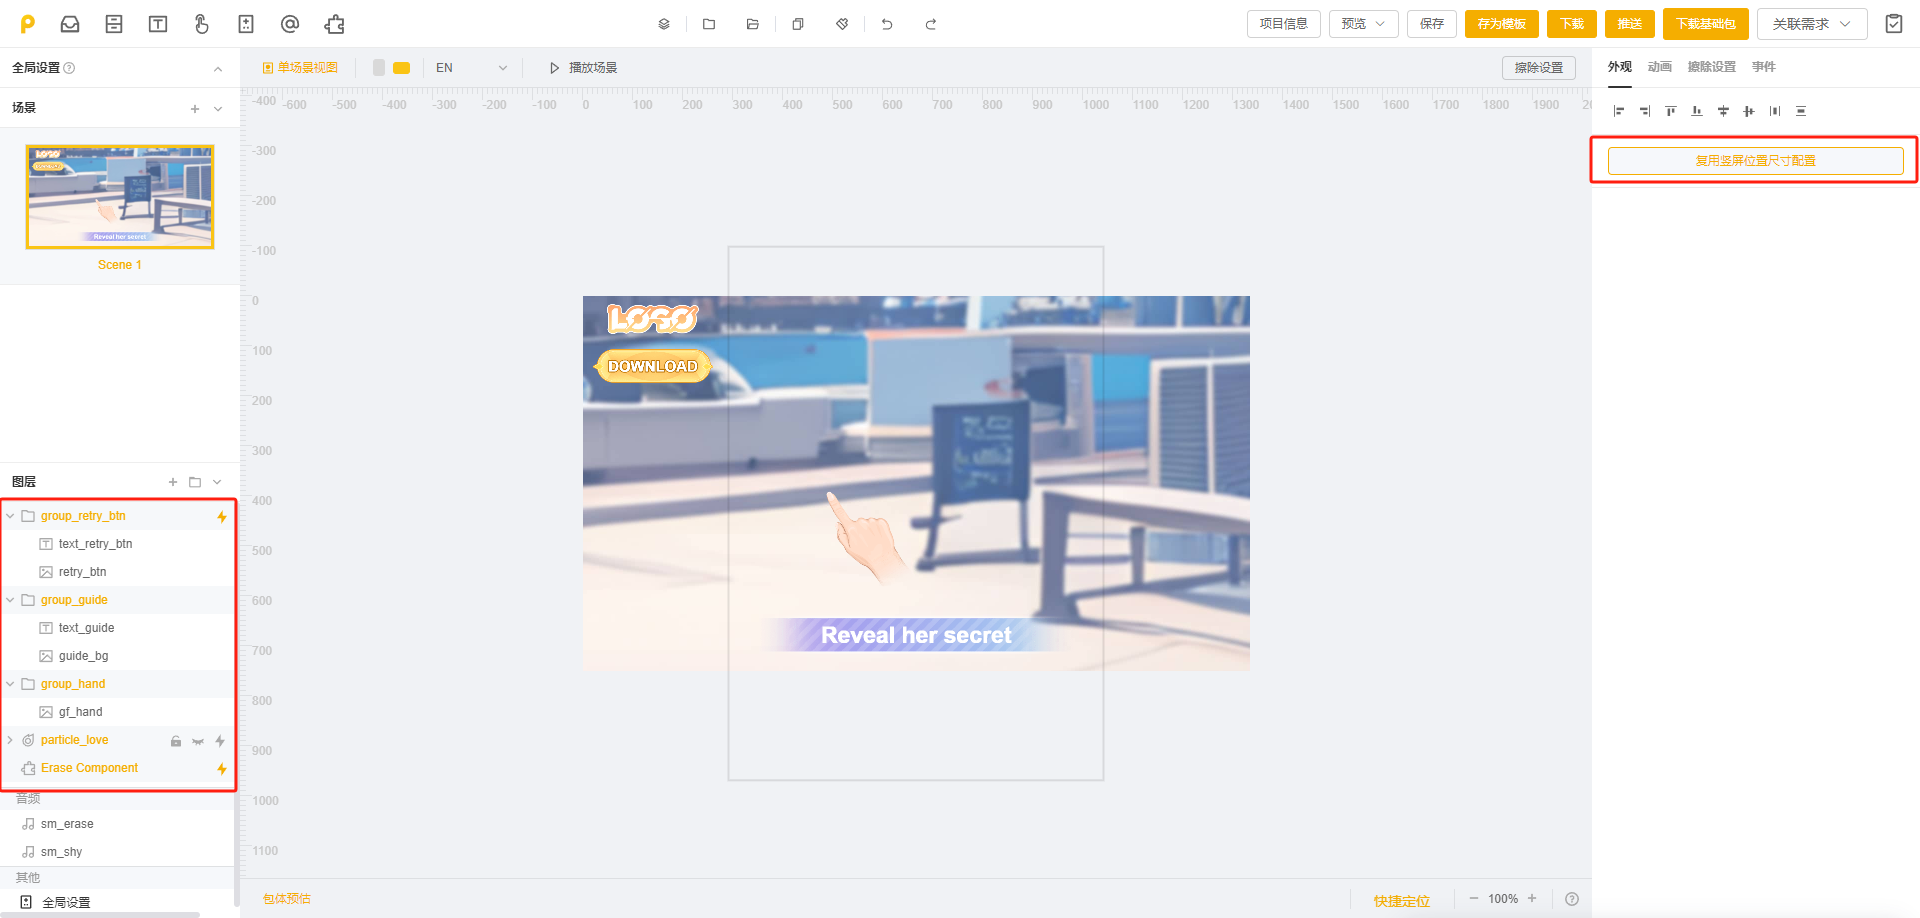 项目信息
预览
保存
存为模板
下载
推送
下载基础包
关联需求
全局设置
单场景视图
EN
播放场景
擦除设置
外观
动画
擦除设置
事件
场景
-600 -500 -400 -300 -200 -100 0 100 200 300 400 500 600 700 800 900 1000 1100 1200 1300 1400 1500 1600 1700 1800 1900
-400
-300
-200
-100
0
100
200
300
400
500
600
700
800
900
1000
1100
复用竖屏位置尺寸配置
LOGO
Reveal her secret
Scene 1
LOGO
DOWNLOAD
Reveal her secret
图层
group_retry_btn
text_retry_btn
retry_btn
group_guide
text_guide
guide_bg
group_hand
gf_hand
particle_love
Erase Component
音频
sm_erase
sm_shy
其他
全局设置
包体预估
快捷定位
100%